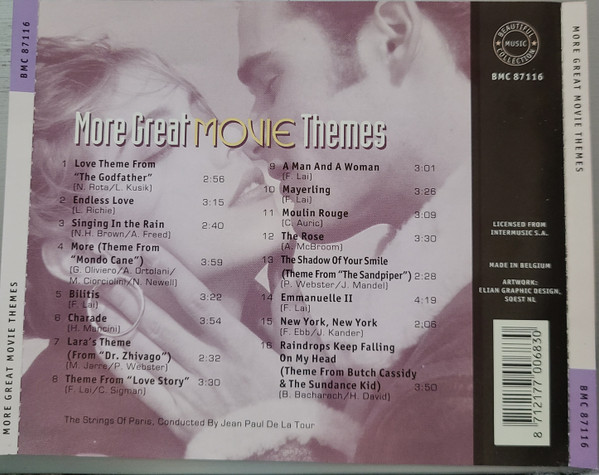 BMC 87116
MORE GREAT MOVIE THEMES
More Great MOVIE Themes
1 Love Theme From
"The Godfather" 2:56
(N. Rota/L. Kusik)
2 Endless Love 3:15
(L. Richie)
3 Singing In the Rain 2:40
(N.H. Brown/A. Freed)
4 More (Theme From
"Mondo Cane") 3:59
(G. Oliviero/A. Ortolani/
M. Ciorciolini/N. Newell)
5 Bilitis 3:22
(F. Lai)
6 Charade 3:54
(H. Mancini)
7 Lara's Theme
(From "Dr. Zhivago") 2:32
(M. Jarre/P. Webster)
8 Theme From "Love Story" 3:30
(F. Lai/C. Sigman)
9 A Man And A Woman 3:01
(F. Lai)
10 Mayerling 3:26
(F. Lai)
11 Moulin Rouge 3:09
(C. Auric)
12 The Rose 3:30
(A. McBroom)
13 The Shadow Of Your Smile
(Theme From "The Sandpiper") 2:28
(P. Webster/J. Mandel)
14 Emmanuelle II 4:19
(F. Lai)
15 New York, New York 2:06
(F. Ebb/J. Kander)
16 Raindrops Keep Falling
On My Head
(Theme From Butch Cassidy
& The Sundance Kid) 3:50
(B. Bacharach/H. David)
The Strings Of Paris, Conducted By Jean Paul De La Tour
BEAUTIFUL
MUSIC
COLLECTION
BMC 87116
LICENSED FROM
INTERMUSIC S.A.
MADE IN BELGIUM
ARTWORK:
ELIAN GRAPHIC DESIGN,
SOEST NL
8 712177 006830
MORE GREAT MOVIE THEMES
BMC 87116